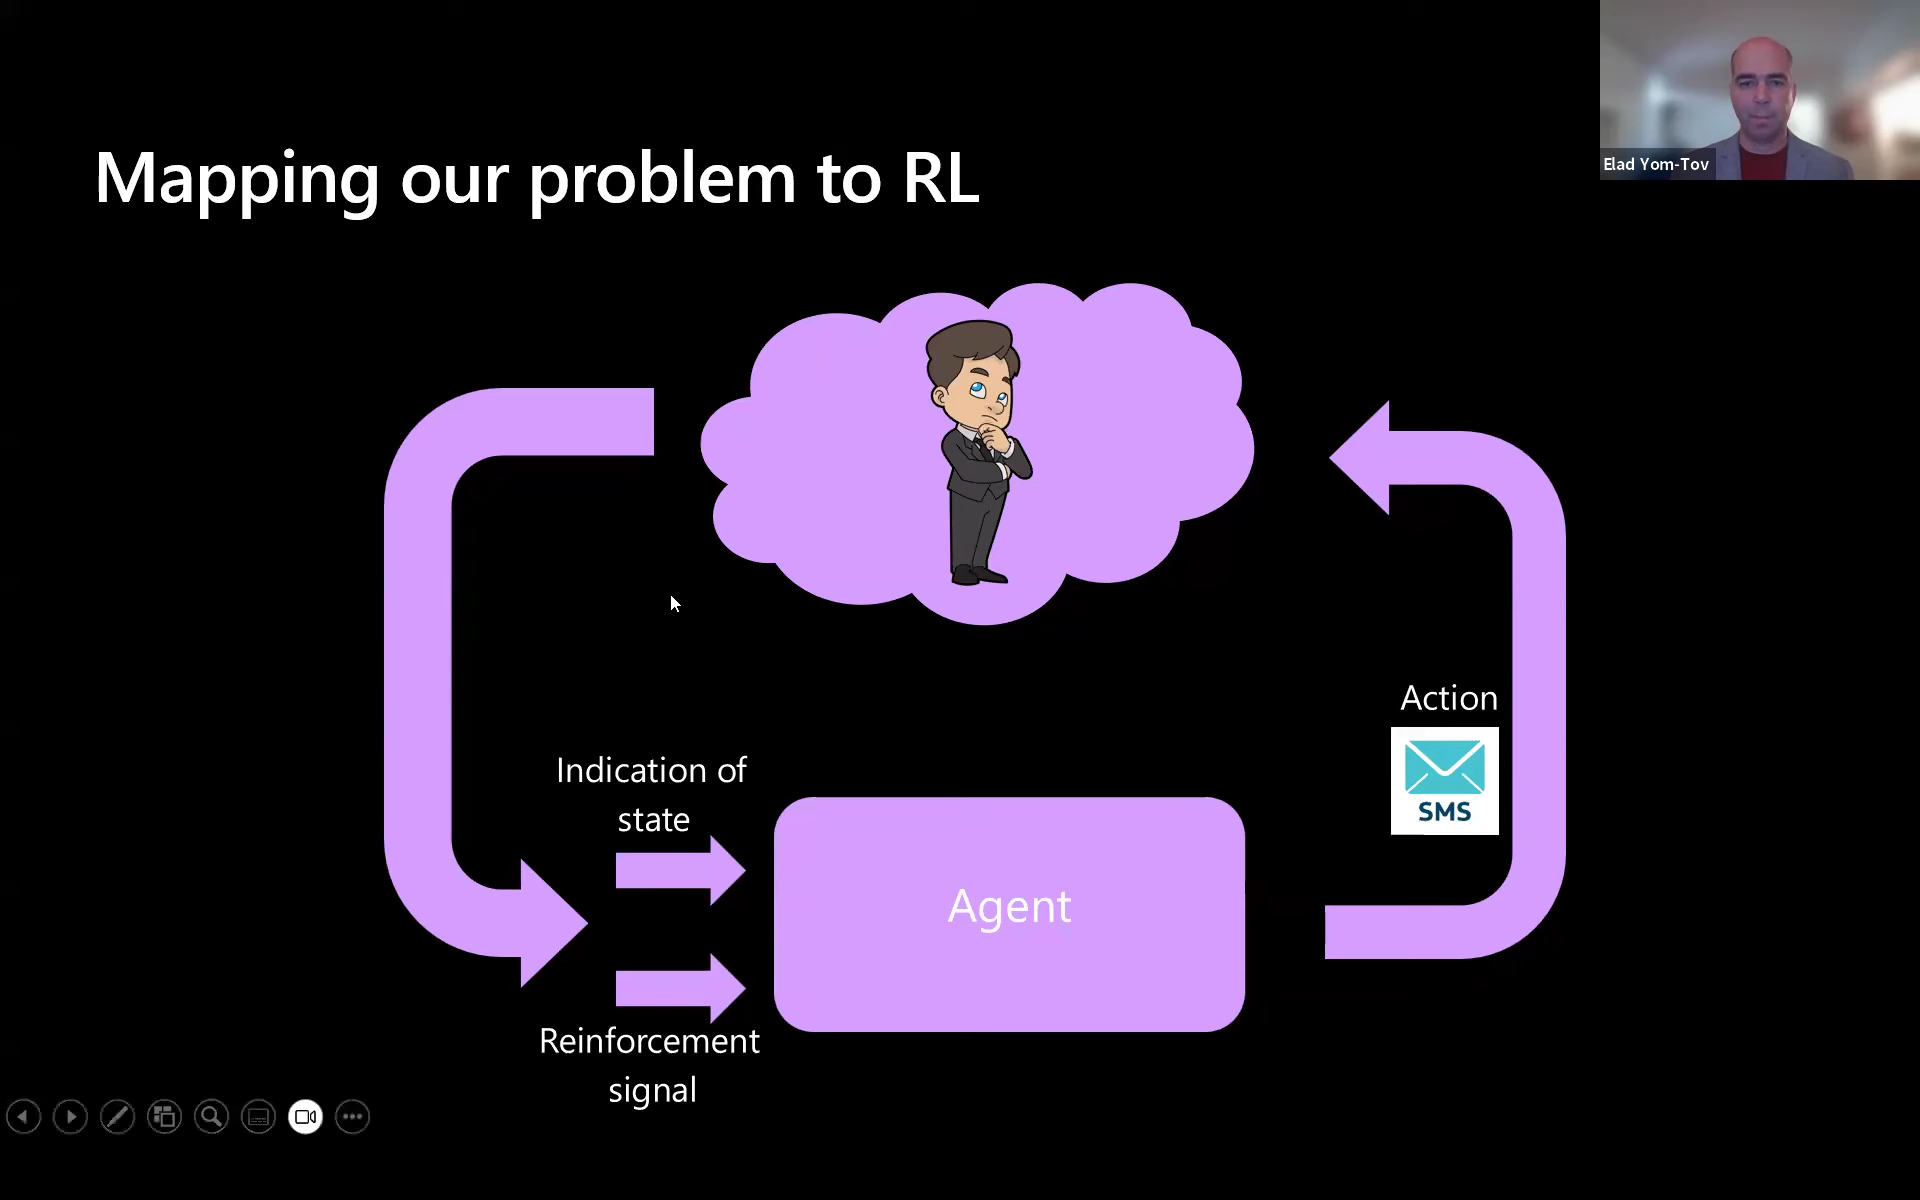 Elad Yom-Tov
Mapping our problem to RL
Action
SMS
Indication of
state
Agent
Reinforcement
signal